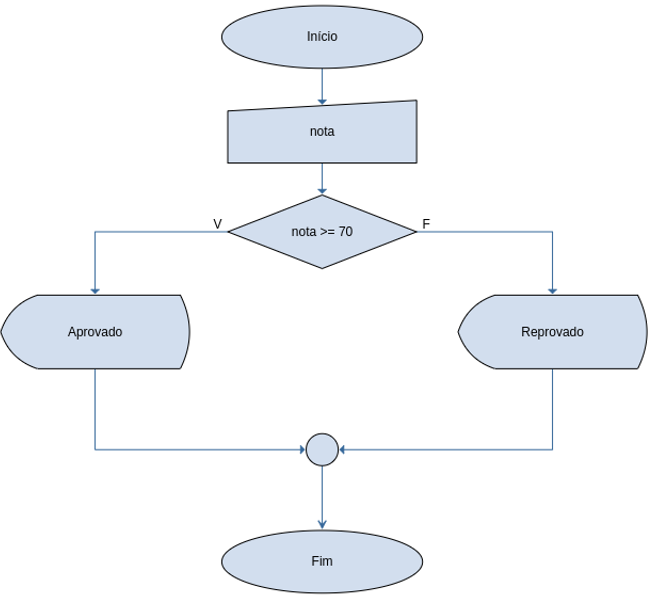 Início
nota
V
nota >= 70
F
Aprovado
Reprovado
Fim